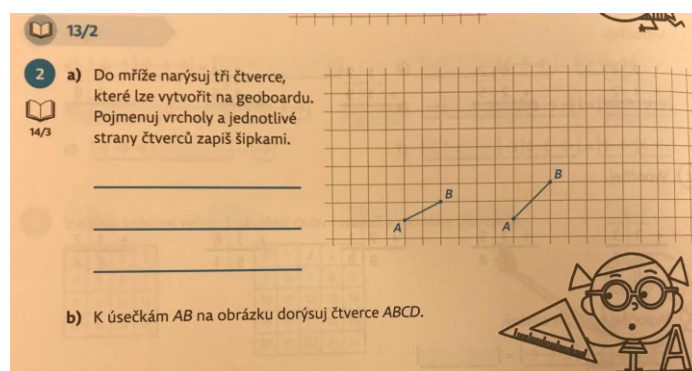 13/2
2 a) Do mříže narýsuj tři čtverce,
které lze vytvořit na geoboardu.
Pojmenuj vrcholy a jednotlivé
14/3
strany čtverců zapiš šipkami.
B
B
A
A
b) K úsečkám AB na obrázku dorýsuj čtverce ABCD.